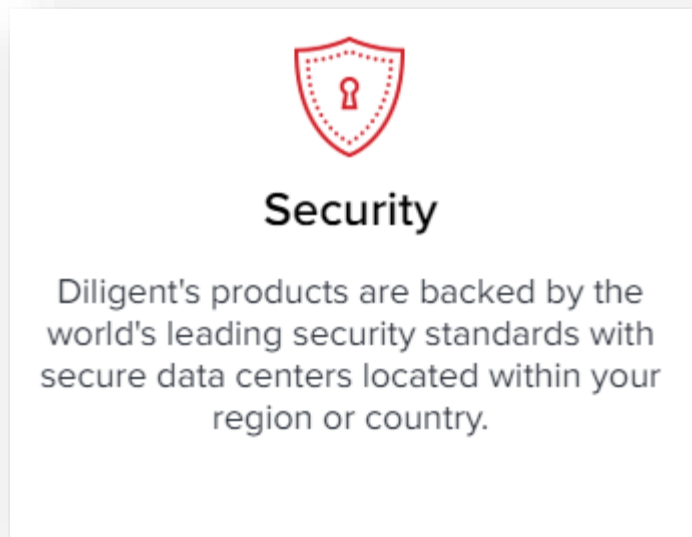 Security
Diligent's products are backed by the
world's leading security standards with
secure data centers located within your
region or country.